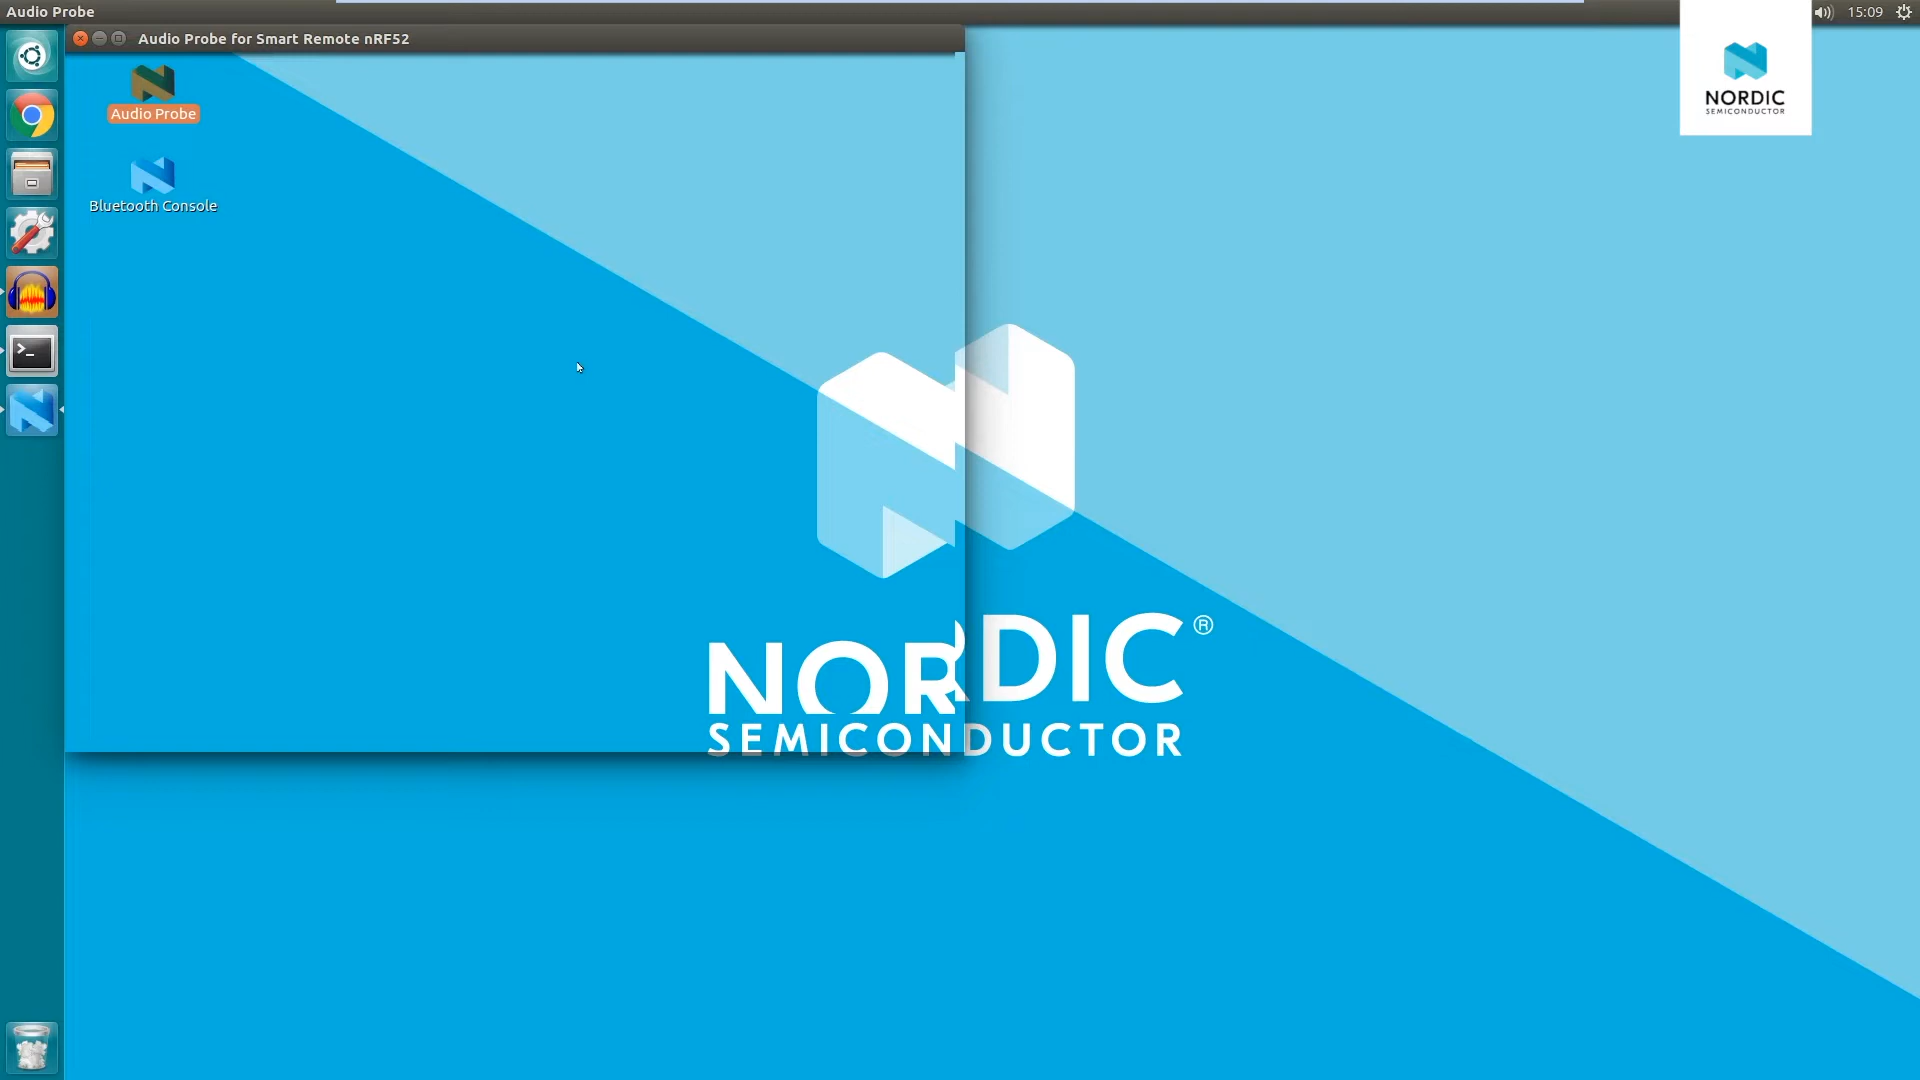 Audio Probe
15:09
Audio Probe for Smart Remote nRF52
Audio Probe
Bluetooth Console
NORDIC
SEMICONDUCTOR
NORDIC®
SEMICONDUCTOR